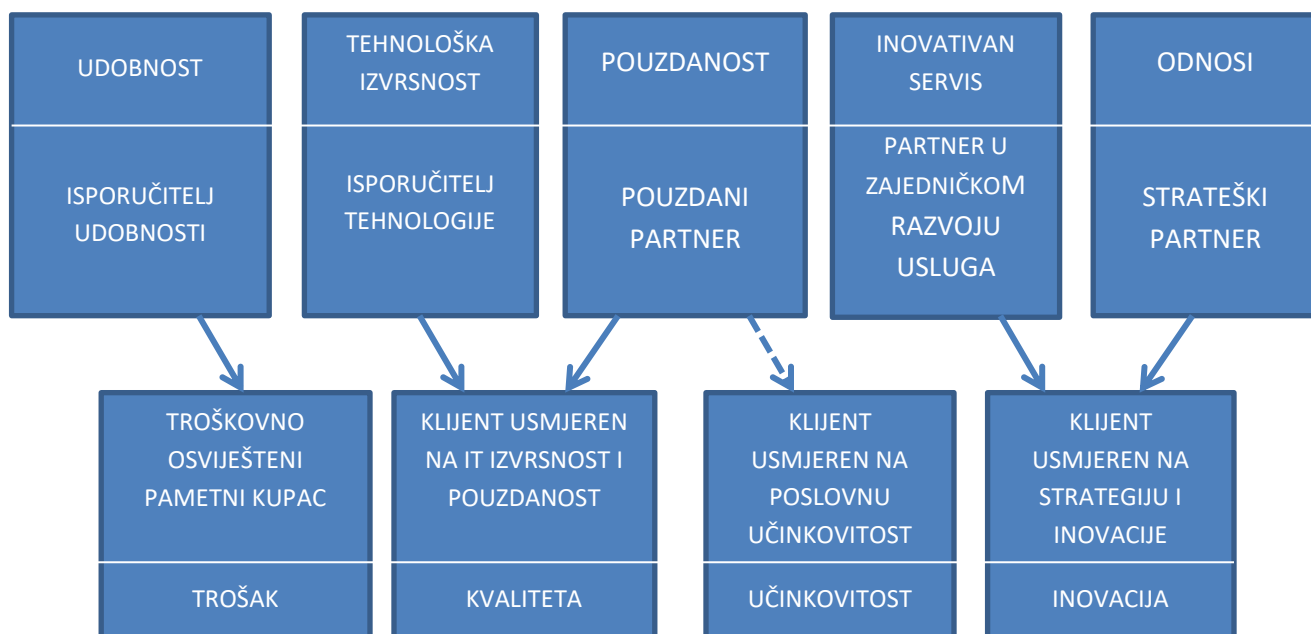 UDOBNOST
ISPORUČITELJ
UDOBNOSTI
TEHNOLOŠKA
IZVRSNOST
ISPORUČITELJ
TEHNOLOGIJE
POUZDANOST
POUZDANI
PARTNER
INOVATIVAN
SERVIS
PARTNER U
ZAJEDNIČKOM
RAZVOJU
USLUGA
ODNOSI
STRATEŠKI
PARTNER
TROŠKOVNO
OSVIJEŠTENI
PAMETNI KUPAC
TROŠAK
KLIJENT USMJEREN
NA IT IZVRSNOST I
POUZDANOST
KVALITETA
KLIJENT
USMJEREN NA
POSLOVNU
UČINKOVITOST
UČINKOVITOST
KLIJENT
USMJEREN NA
STRATEGIJU I
INOVACIJE
INOVACIJA